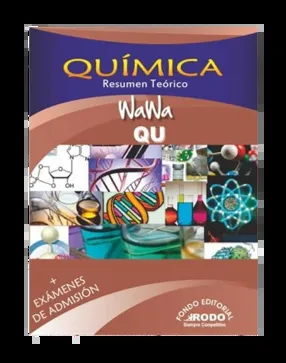 QUÍMICA
Resumen Teórico
WaWa
QU
+
EXÁMENES
DE ADMISIÓN
FONDO EDITORIAL
RODO
Siempre Competitivo